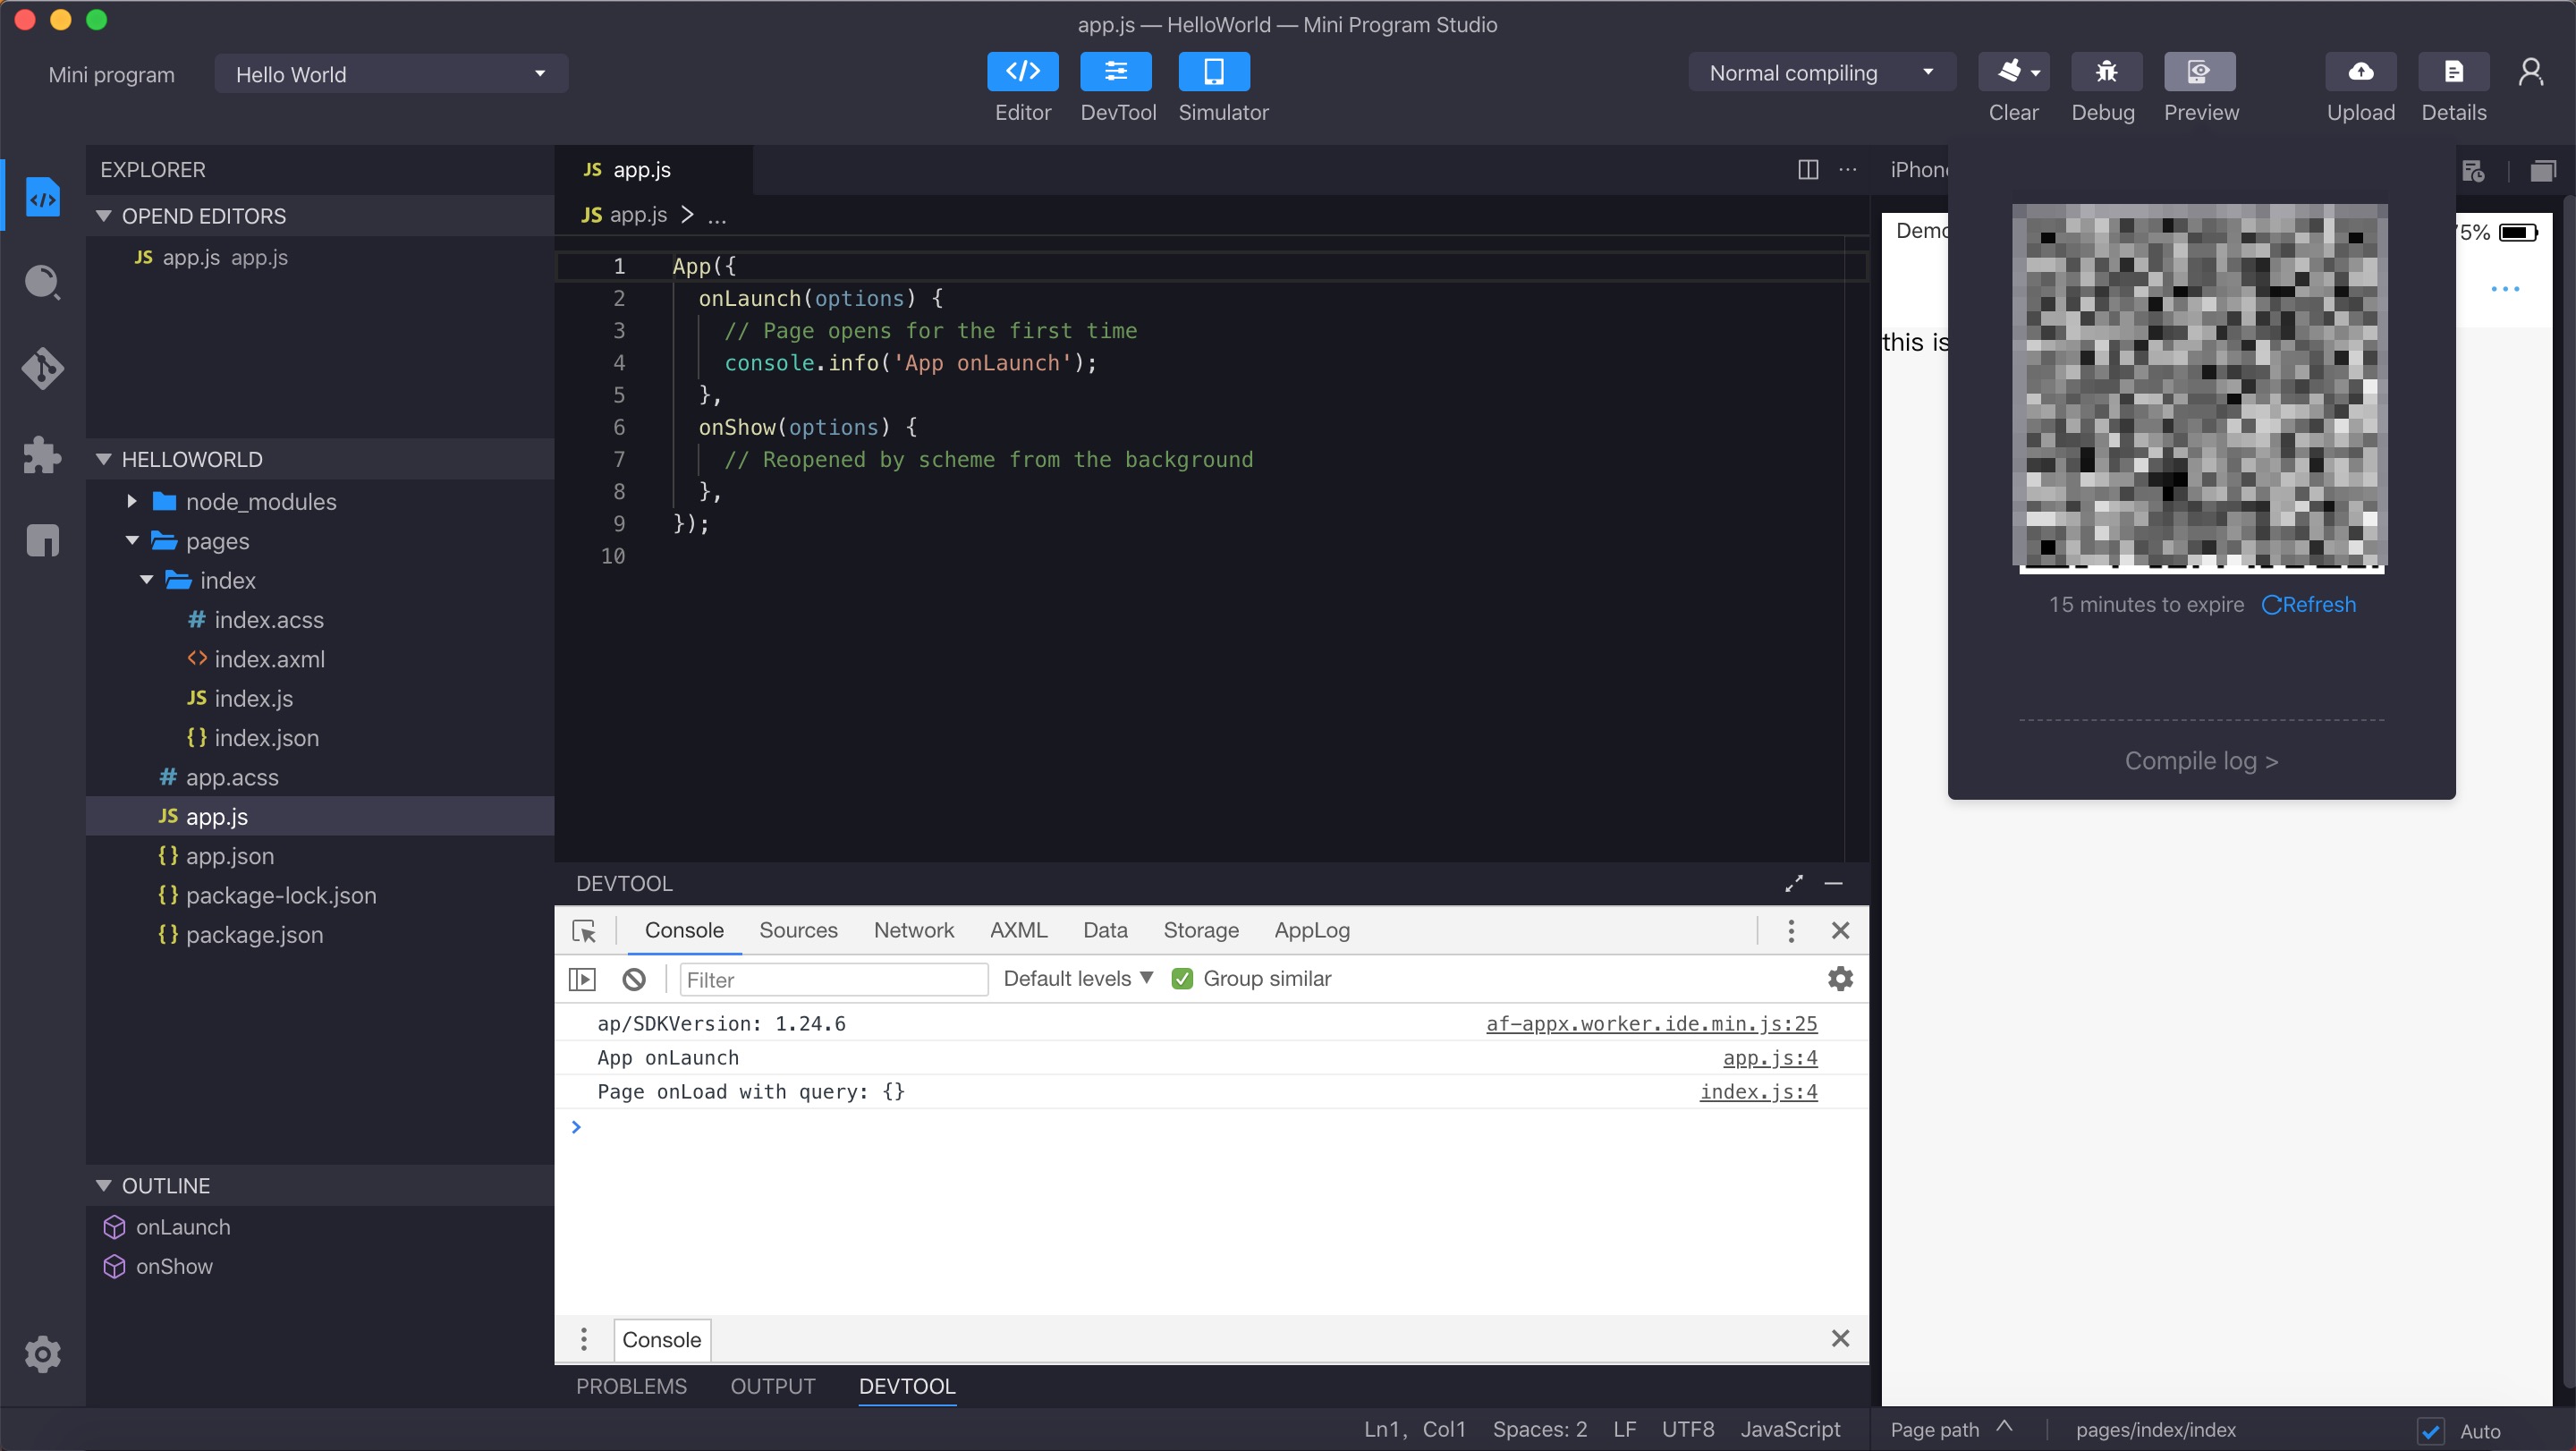 app.js — HelloWorld — Mini Program Studio
Mini program
Hello World
Editor
DevTool
Simulator
Normal compiling
Clear
Debug
Preview
Upload
Details
EXPLORER
OPEND EDITORS
JS app.js app.js
HELLOWORLD
node_modules
pages
index
# index.acss
<> index.axml
JS index.js
{} index.json
# app.acss
JS app.js
{} app.json
{} package-lock.json
{} package.json
OUTLINE
onLaunch
onShow
JS app.js
JS app.js > ...
1 App({
2 onLaunch(options) {
3 // Page opens for the first time
4 console.info('App onLaunch');
5 },
6 onShow(options) {
7 // Reopened by scheme from the background
8 },
9 });
10
DEVTOOL
Console Sources Network AXML Data Storage AppLog
Filter
Default levels
Group similar
ap/SDKVersion: 1.24.6 af-appx.worker.ide.min.js:25
App onLaunch app.js:4
Page onLoad with query: {} index.js:4
>
Console
PROBLEMS OUTPUT DEVTOOL
Ln1, Col1 Spaces: 2 LF UTF8 JavaScript
this is
5%
15 minutes to expire Refresh
Compile log >
Page path
pages/index/index
Auto